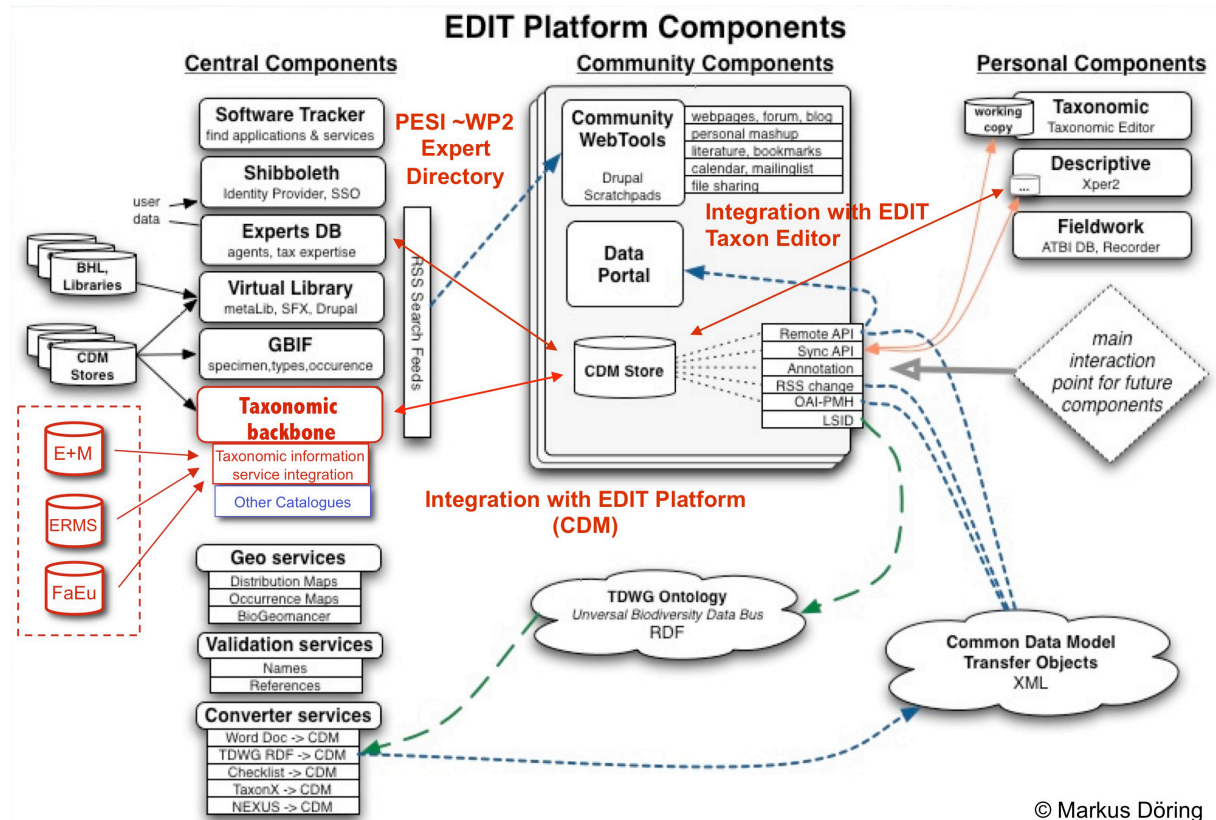 EDIT Platform Components
Central Components
Software Tracker
find applications & services
Shibboleth
Identity Provider, SSO
user
data
Experts DB
agents, tax expertise
BHL,
Libraries
Virtual Library
metaLib, SFX, Drupal
CDM
Stores
GBIF
specimen,types,occurence
Taxonomic
backbone
Taxonomic information
service integration
Other Catalogues
E+M
ERMS
FaEu
Geo services
Distribution Maps
Occurrence Maps
BioGeomancer
Validation services
Names
References
Converter services
Word Doc -> CDM
TDWG RDF -> CDM
Checklist -> CDM
TaxonX -> CDM
NEXUS -> CDM
PESI ~WP2
Expert
Directory
RSS Search Feeds
Community Components
Community
WebTools
Drupal
Scratchpads
webpages, forum, blog
personal mashup
literature, bookmarks
calendar, mailinglist
file sharing
Integration with EDIT
Taxon Editor
Data
Portal
CDM Store
Remote API
Sync API
Annotation
RSS change
OAI-PMH
LSID
Integration with EDIT Platform
(CDM)
TDWG Ontology
Unversal Biodiversity Data Bus
RDF
Personal Components
working
copy
Taxonomic
Taxonomic Editor
...
Descriptive
Xper2
Fieldwork
ATBI DB, Recorder
main
interaction
point for future
components
Common Data Model
Transfer Objects
XML
© Markus Döring